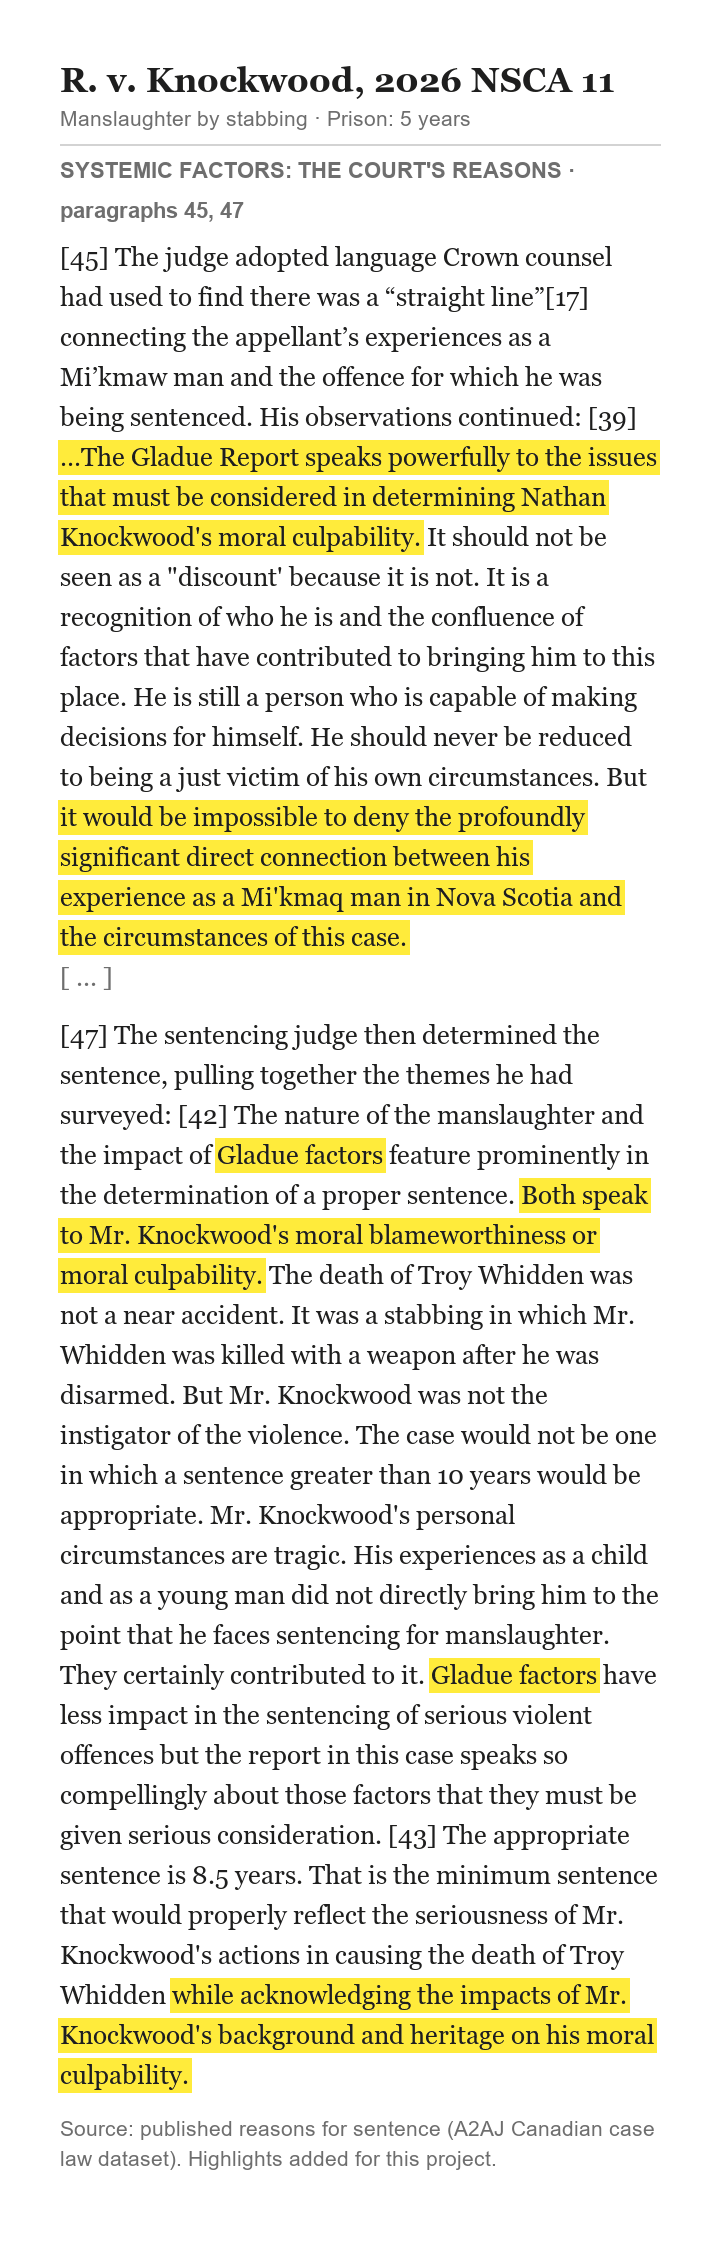 R. v. Knockwood, 2026 NSCA 11
Manslaughter by stabbing · Prison: 5 years
SYSTEMIC FACTORS: THE COURT'S REASONS ·
paragraphs 45, 47
[45] The judge adopted language Crown counsel
had used to find there was a “straight line”[17]
connecting the appellant’s experiences as a
Mi’kmaw man and the offence for which he was
being sentenced. His observations continued: [39]
…The Gladue Report speaks powerfully to the issues
that must be considered in determining Nathan
Knockwood's moral culpability. It should not be
seen as a "discount' because it is not. It is a
recognition of who he is and the confluence of
factors that have contributed to bringing him to this
place. He is still a person who is capable of making
decisions for himself. He should never be reduced
to being a just victim of his own circumstances. But
it would be impossible to deny the profoundly
significant direct connection between his
experience as a Mi'kmaq man in Nova Scotia and
the circumstances of this case.
[ … ]
[47] The sentencing judge then determined the
sentence, pulling together the themes he had
surveyed: [42] The nature of the manslaughter and
the impact of Gladue factors feature prominently in
the determination of a proper sentence. Both speak
to Mr. Knockwood's moral blameworthiness or
moral culpability. The death of Troy Whidden was
not a near accident. It was a stabbing in which Mr.
Whidden was killed with a weapon after he was
disarmed. But Mr. Knockwood was not the
instigator of the violence. The case would not be one
in which a sentence greater than 10 years would be
appropriate. Mr. Knockwood's personal
circumstances are tragic. His experiences as a child
and as a young man did not directly bring him to the
point that he faces sentencing for manslaughter.
They certainly contributed to it. Gladue factors have
less impact in the sentencing of serious violent
offences but the report in this case speaks so
compellingly about those factors that they must be
given serious consideration. [43] The appropriate
sentence is 8.5 years. That is the minimum sentence
that would properly reflect the seriousness of Mr.
Knockwood's actions in causing the death of Troy
Whidden while acknowledging the impacts of Mr.
Knockwood's background and heritage on his moral
culpability.
Source: published reasons for sentence (A2AJ Canadian case
law dataset). Highlights added for this project.